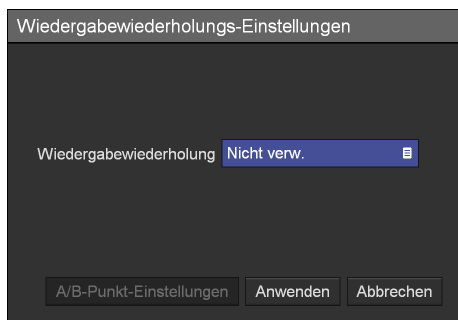 Wiedergabewiederholungs-Einstellungen
Wiedergabewiederholung Nicht verw.
A/B-Punkt-Einstellungen Anwenden Abbrechen